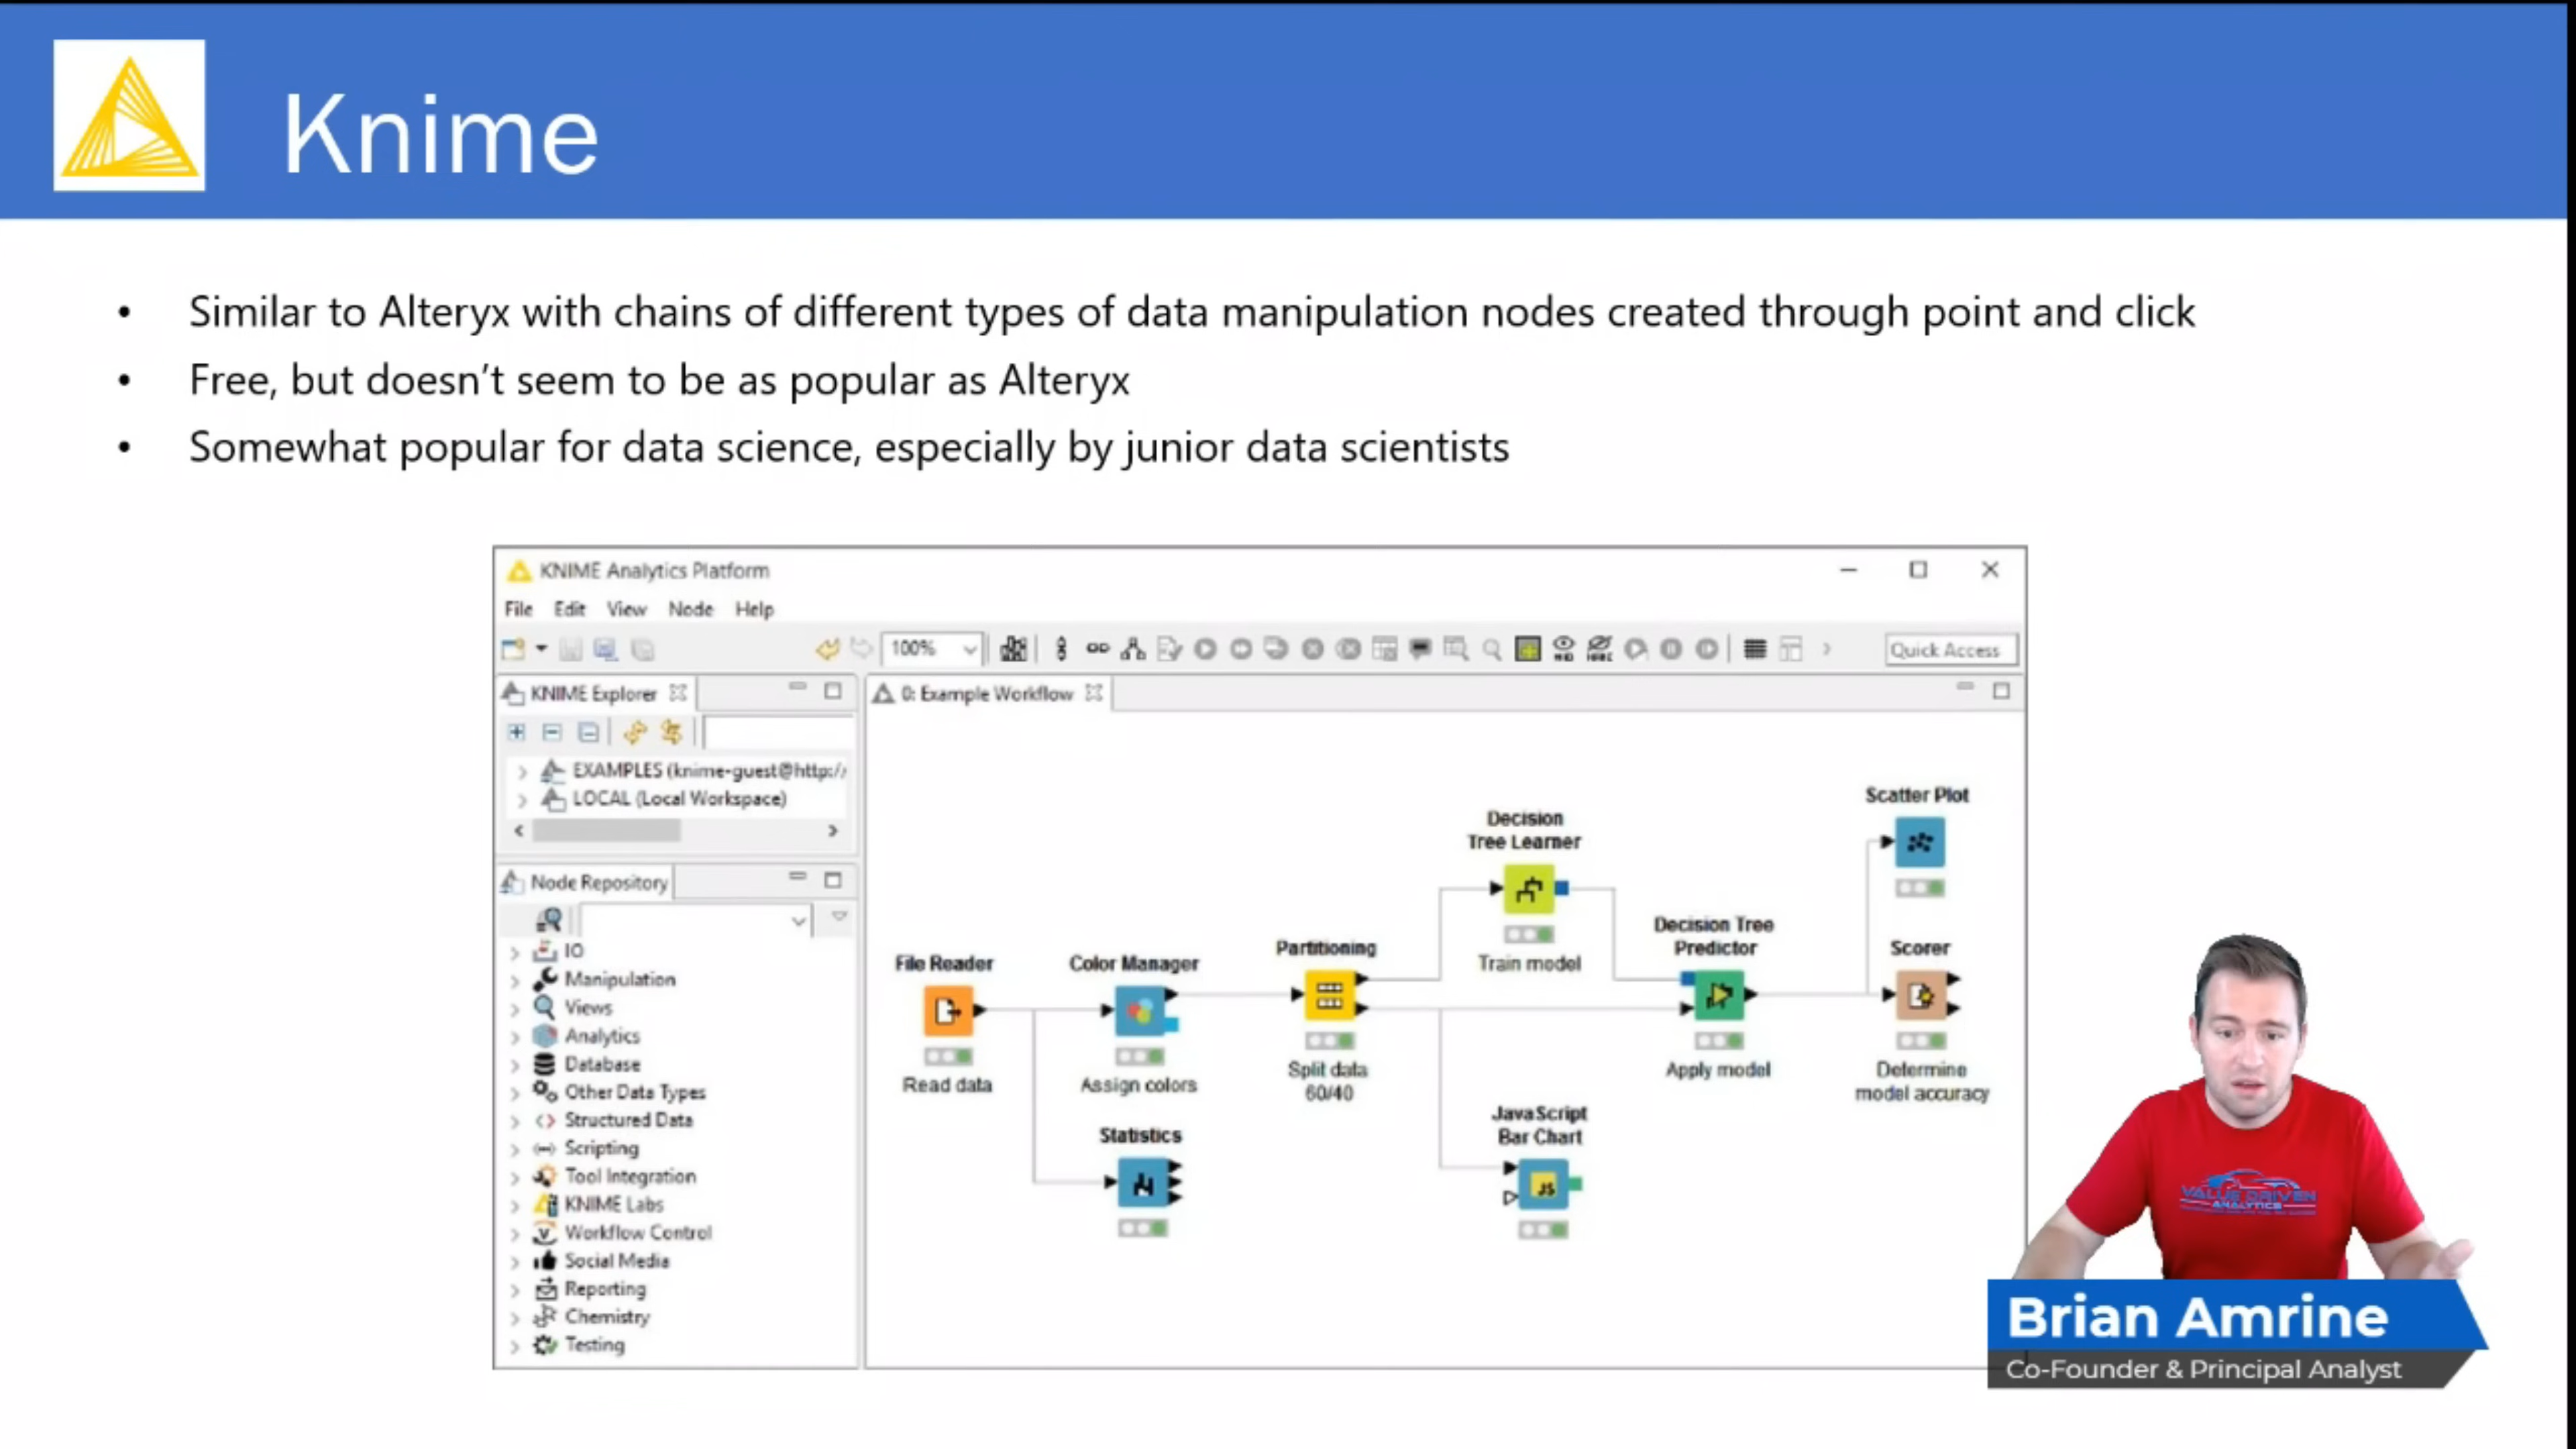 Knime
• Similar to Alteryx with chains of different types of data manipulation nodes created through point and click
• Free, but doesn't seem to be as popular as Alteryx
• Somewhat popular for data science, especially by junior data scientists
KNIME Analytics Platform
File Edit View Node Help
100%
Quick Access
KNIME Explorer
EXAMPLES (knime-guest@http://
LOCAL (Local Workspace)
Node Repository
IO
Manipulation
Views
Analytics
Database
Other Data Types
Structured Data
Scripting
Tool Integration
KNIME Labs
Workflow Control
Social Media
Reporting
Chemistry
Testing
0: Example Workflow
File Reader
Read data
Color Manager
Assign colors
Statistics
Partitioning
Split data
60/40
Decision
Tree Learner
Train model
JavaScript
Bar Chart
JS
Decision Tree
Predictor
Apply model
Scatter Plot
Scorer
Determine
model accuracy
VALUE DRIVEN
ANALYTICS
Brian Amrine
Co-Founder & Principal Analyst